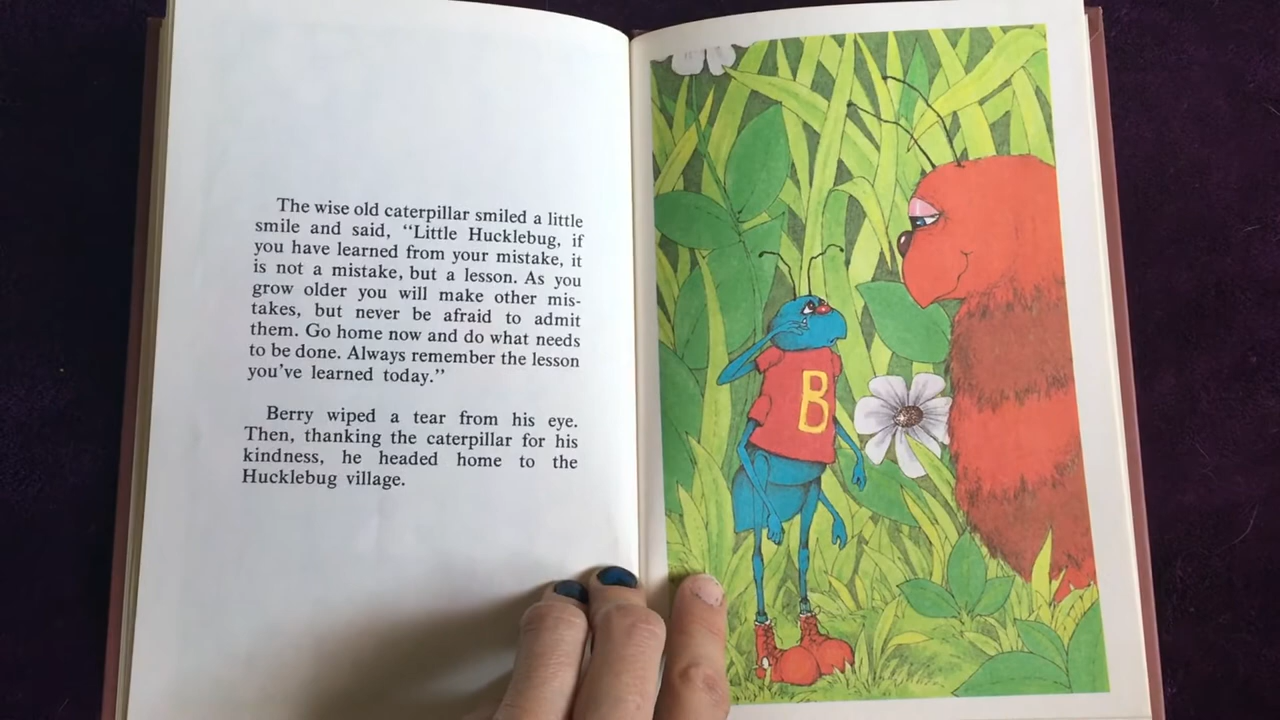 The wise old caterpillar smiled a little
smile and said, “Little Hucklebug, if
you have learned from your mistake, it
is not a mistake, but a lesson. As you
grow older you will make other mis-
takes, but never be afraid to admit
them. Go home now and do what needs
to be done. Always remember the lesson
you’ve learned today.”
Berry wiped a tear from his eye.
Then, thanking the caterpillar for his
kindness, he headed home to the
Hucklebug village.
B